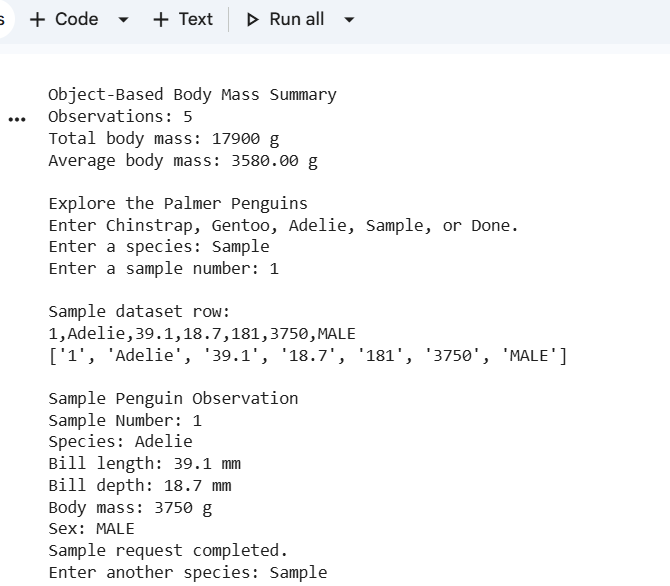 s + Code + Text Run all
Object-Based Body Mass Summary
... Observations: 5
Total body mass: 17900 g
Average body mass: 3580.00 g
Explore the Palmer Penguins
Enter Chinstrap, Gentoo, Adelie, Sample, or Done.
Enter a species: Sample
Enter a sample number: 1
Sample dataset row:
1,Adelie,39.1,18.7,181,3750,MALE
['1', 'Adelie', '39.1', '18.7', '181', '3750', 'MALE']
Sample Penguin Observation
Sample Number: 1
Species: Adelie
Bill length: 39.1 mm
Bill depth: 18.7 mm
Body mass: 3750 g
Sex: MALE
Sample request completed.
Enter another species: Sample